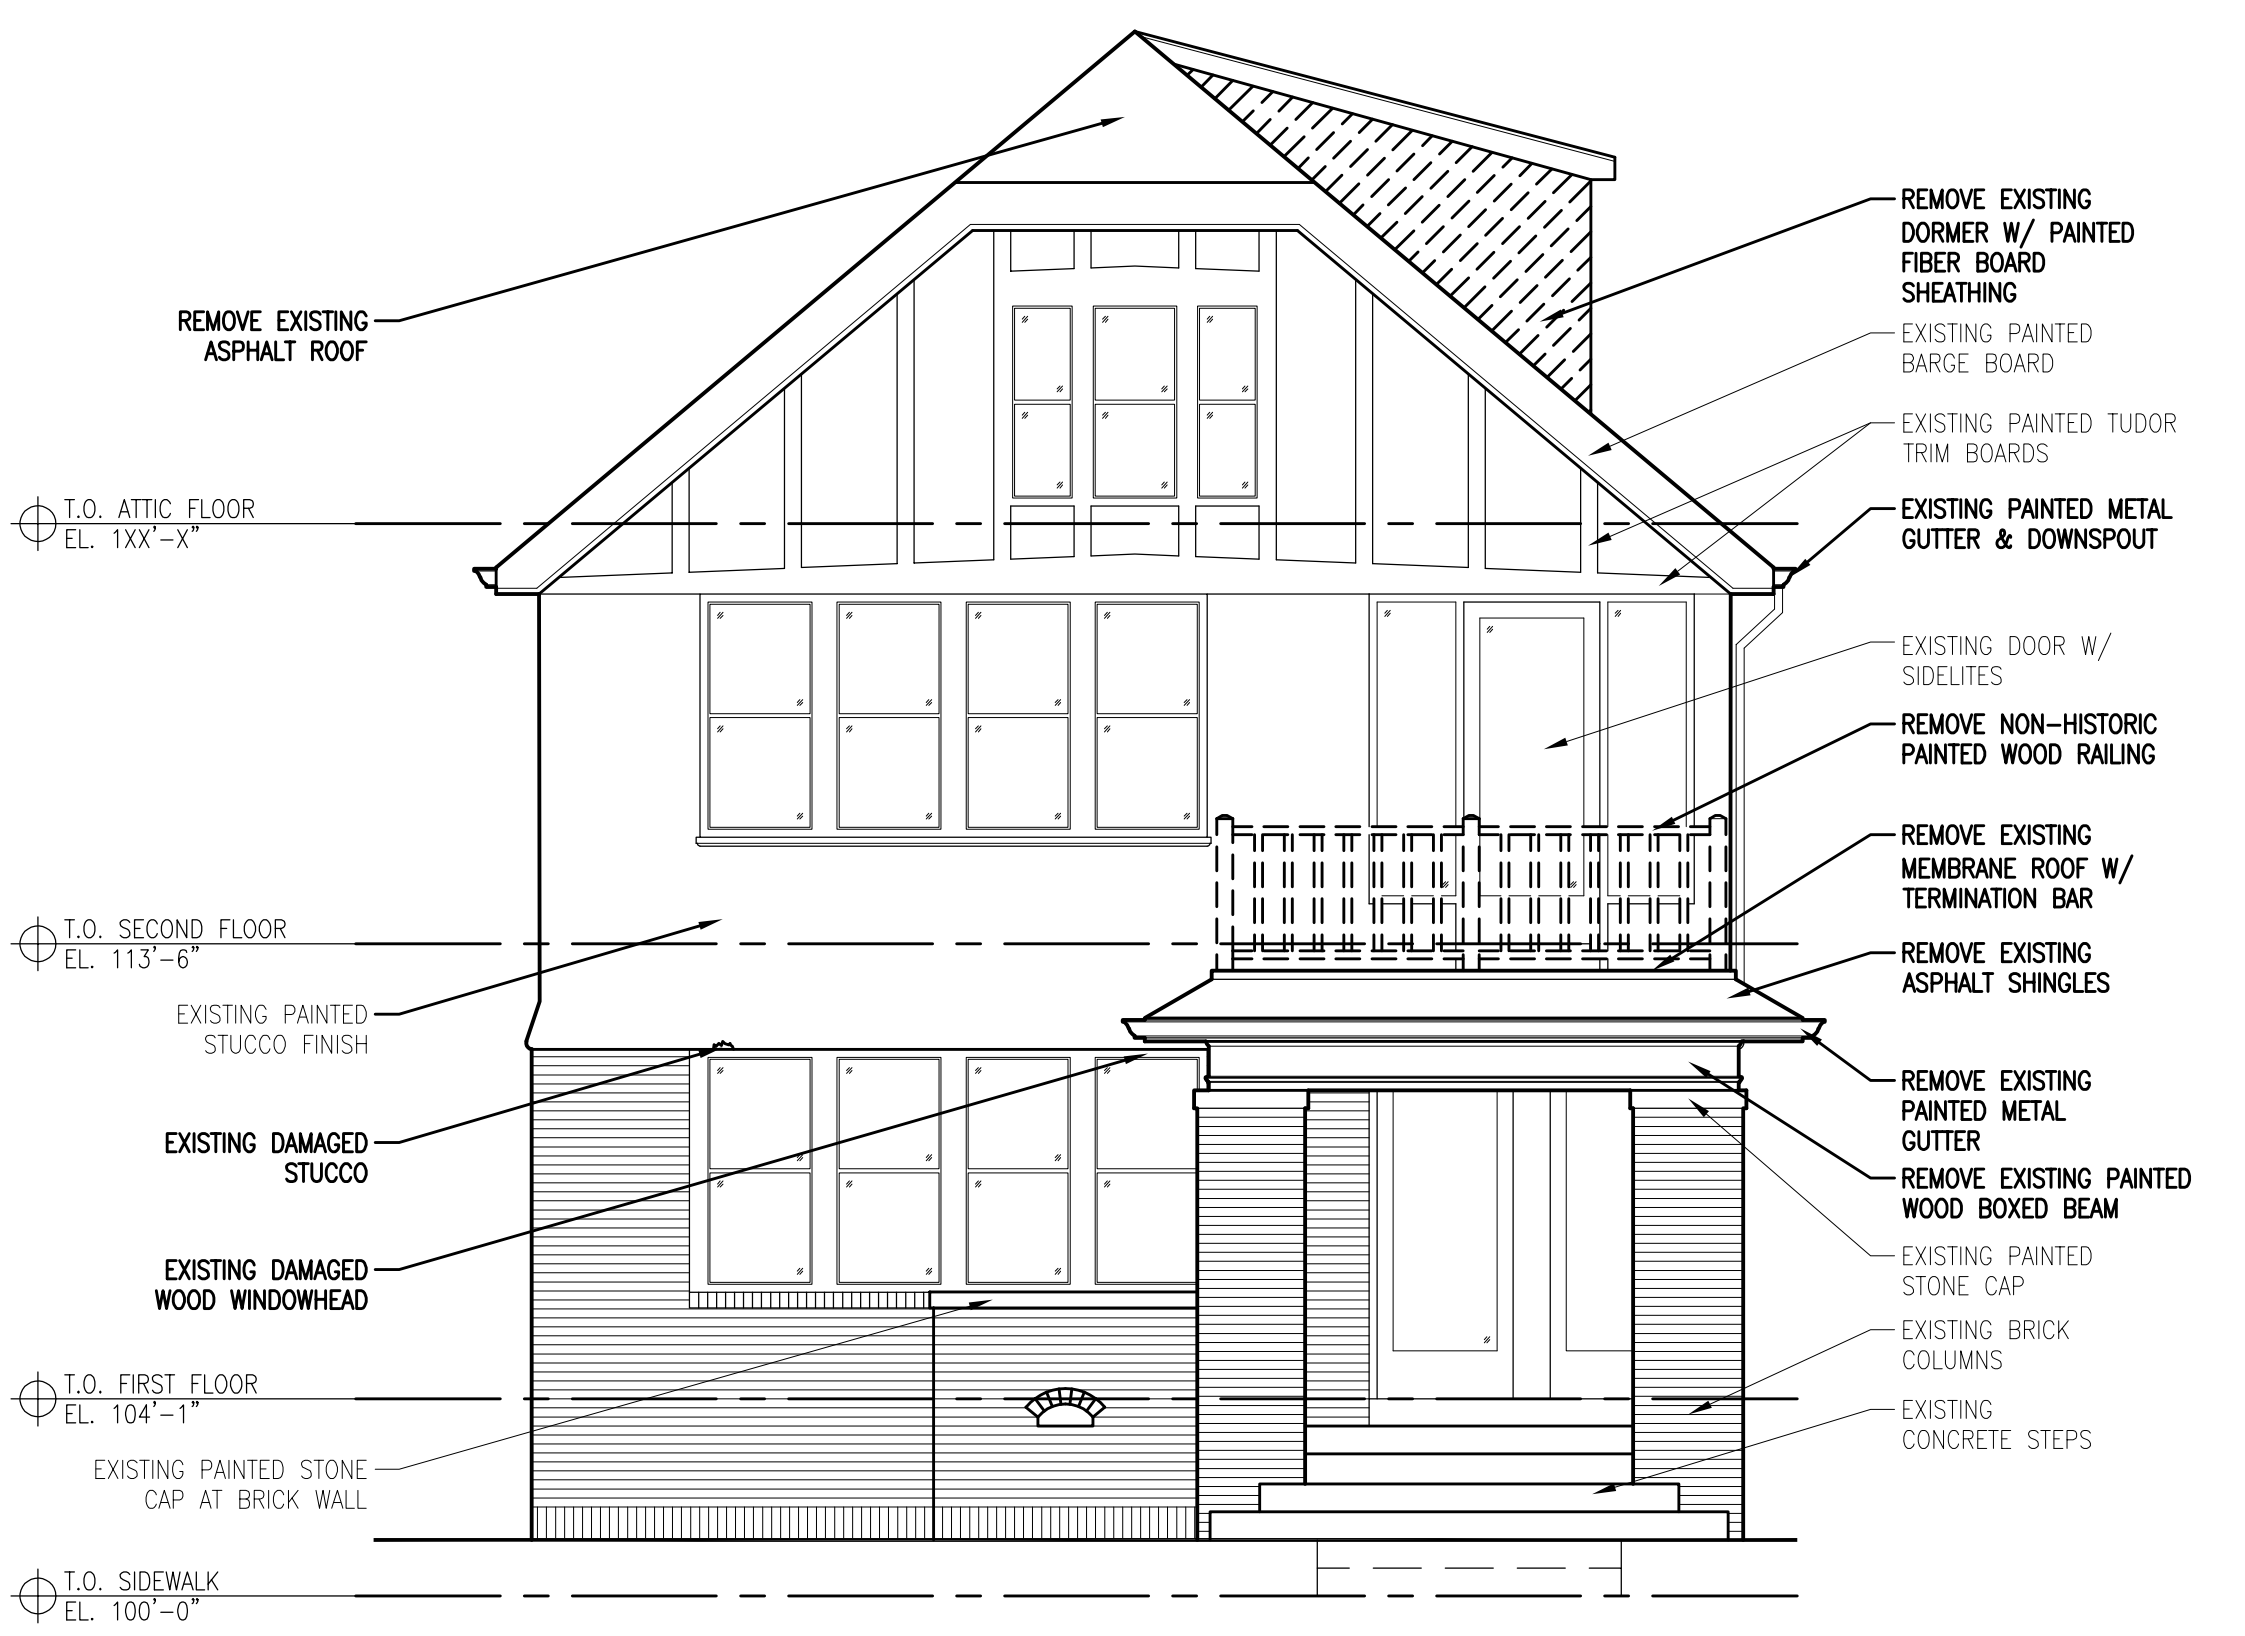 REMOVE EXISTING
ASPHALT ROOF
T.O. ATTIC FLOOR
EL. 1XX'-X"
T.O. SECOND FLOOR
EL. 113'-6"
EXISTING PAINTED
STUCCO FINISH
EXISTING DAMAGED
STUCCO
EXISTING DAMAGED
WOOD WINDOWHEAD
T.O. FIRST FLOOR
EL. 104'-1"
EXISTING PAINTED STONE
CAP AT BRICK WALL
T.O. SIDEWALK
EL. 100'-0"
REMOVE EXISTING
DORMER W/ PAINTED
FIBER BOARD
SHEATHING
EXISTING PAINTED
BARGE BOARD
EXISTING PAINTED TUDOR
TRIM BOARDS
EXISTING PAINTED METAL
GUTTER & DOWNSPOUT
EXISTING DOOR W/
SIDELITES
REMOVE NON-HISTORIC
PAINTED WOOD RAILING
REMOVE EXISTING
MEMBRANE ROOF W/
TERMINATION BAR
REMOVE EXISTING
ASPHALT SHINGLES
REMOVE EXISTING
PAINTED METAL
GUTTER
REMOVE EXISTING PAINTED
WOOD BOXED BEAM
EXISTING PAINTED
STONE CAP
EXISTING BRICK
COLUMNS
EXISTING
CONCRETE STEPS